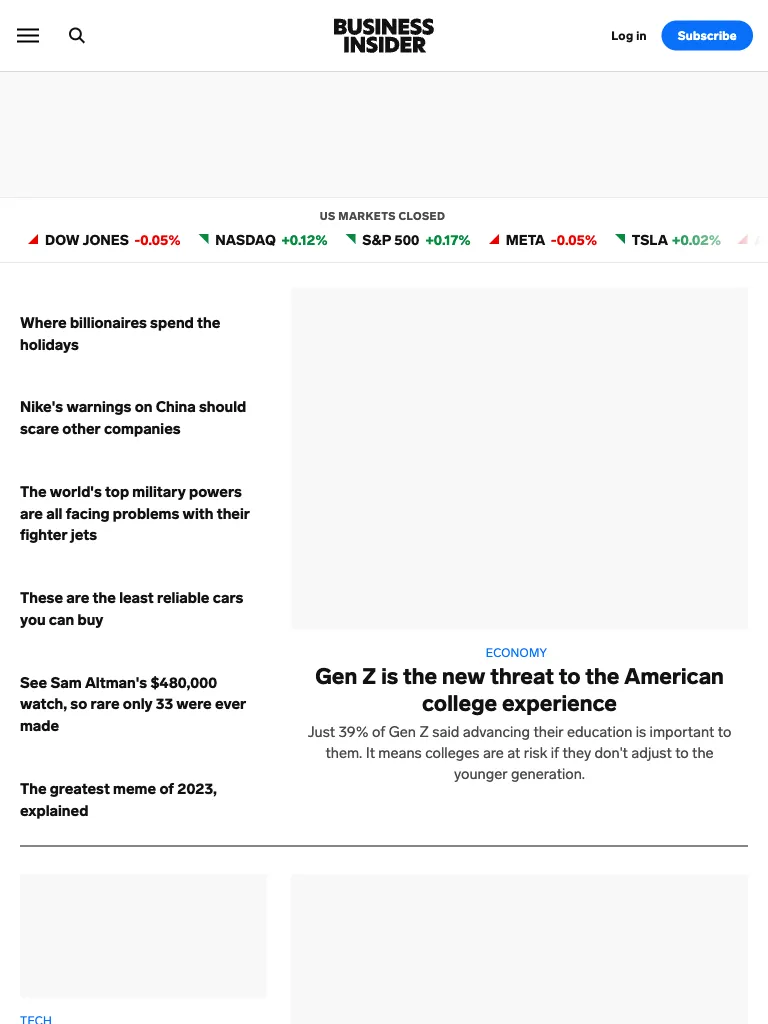 BUSINESS
INSIDER
Log in
Subscribe
US MARKETS CLOSED
DOW JONES -0.05% NASDAQ +0.12% S&P 500 +0.17% META -0.05% TSLA +0.02%
Where billionaires spend the
holidays
Nike's warnings on China should
scare other companies
The world's top military powers
are all facing problems with their
fighter jets
These are the least reliable cars
you can buy
See Sam Altman's $480,000
watch, so rare only 33 were ever
made
The greatest meme of 2023,
explained
ECONOMY
Gen Z is the new threat to the American
college experience
Just 39% of Gen Z said advancing their education is important to
them. It means colleges are at risk if they don't adjust to the
younger generation.
TECH